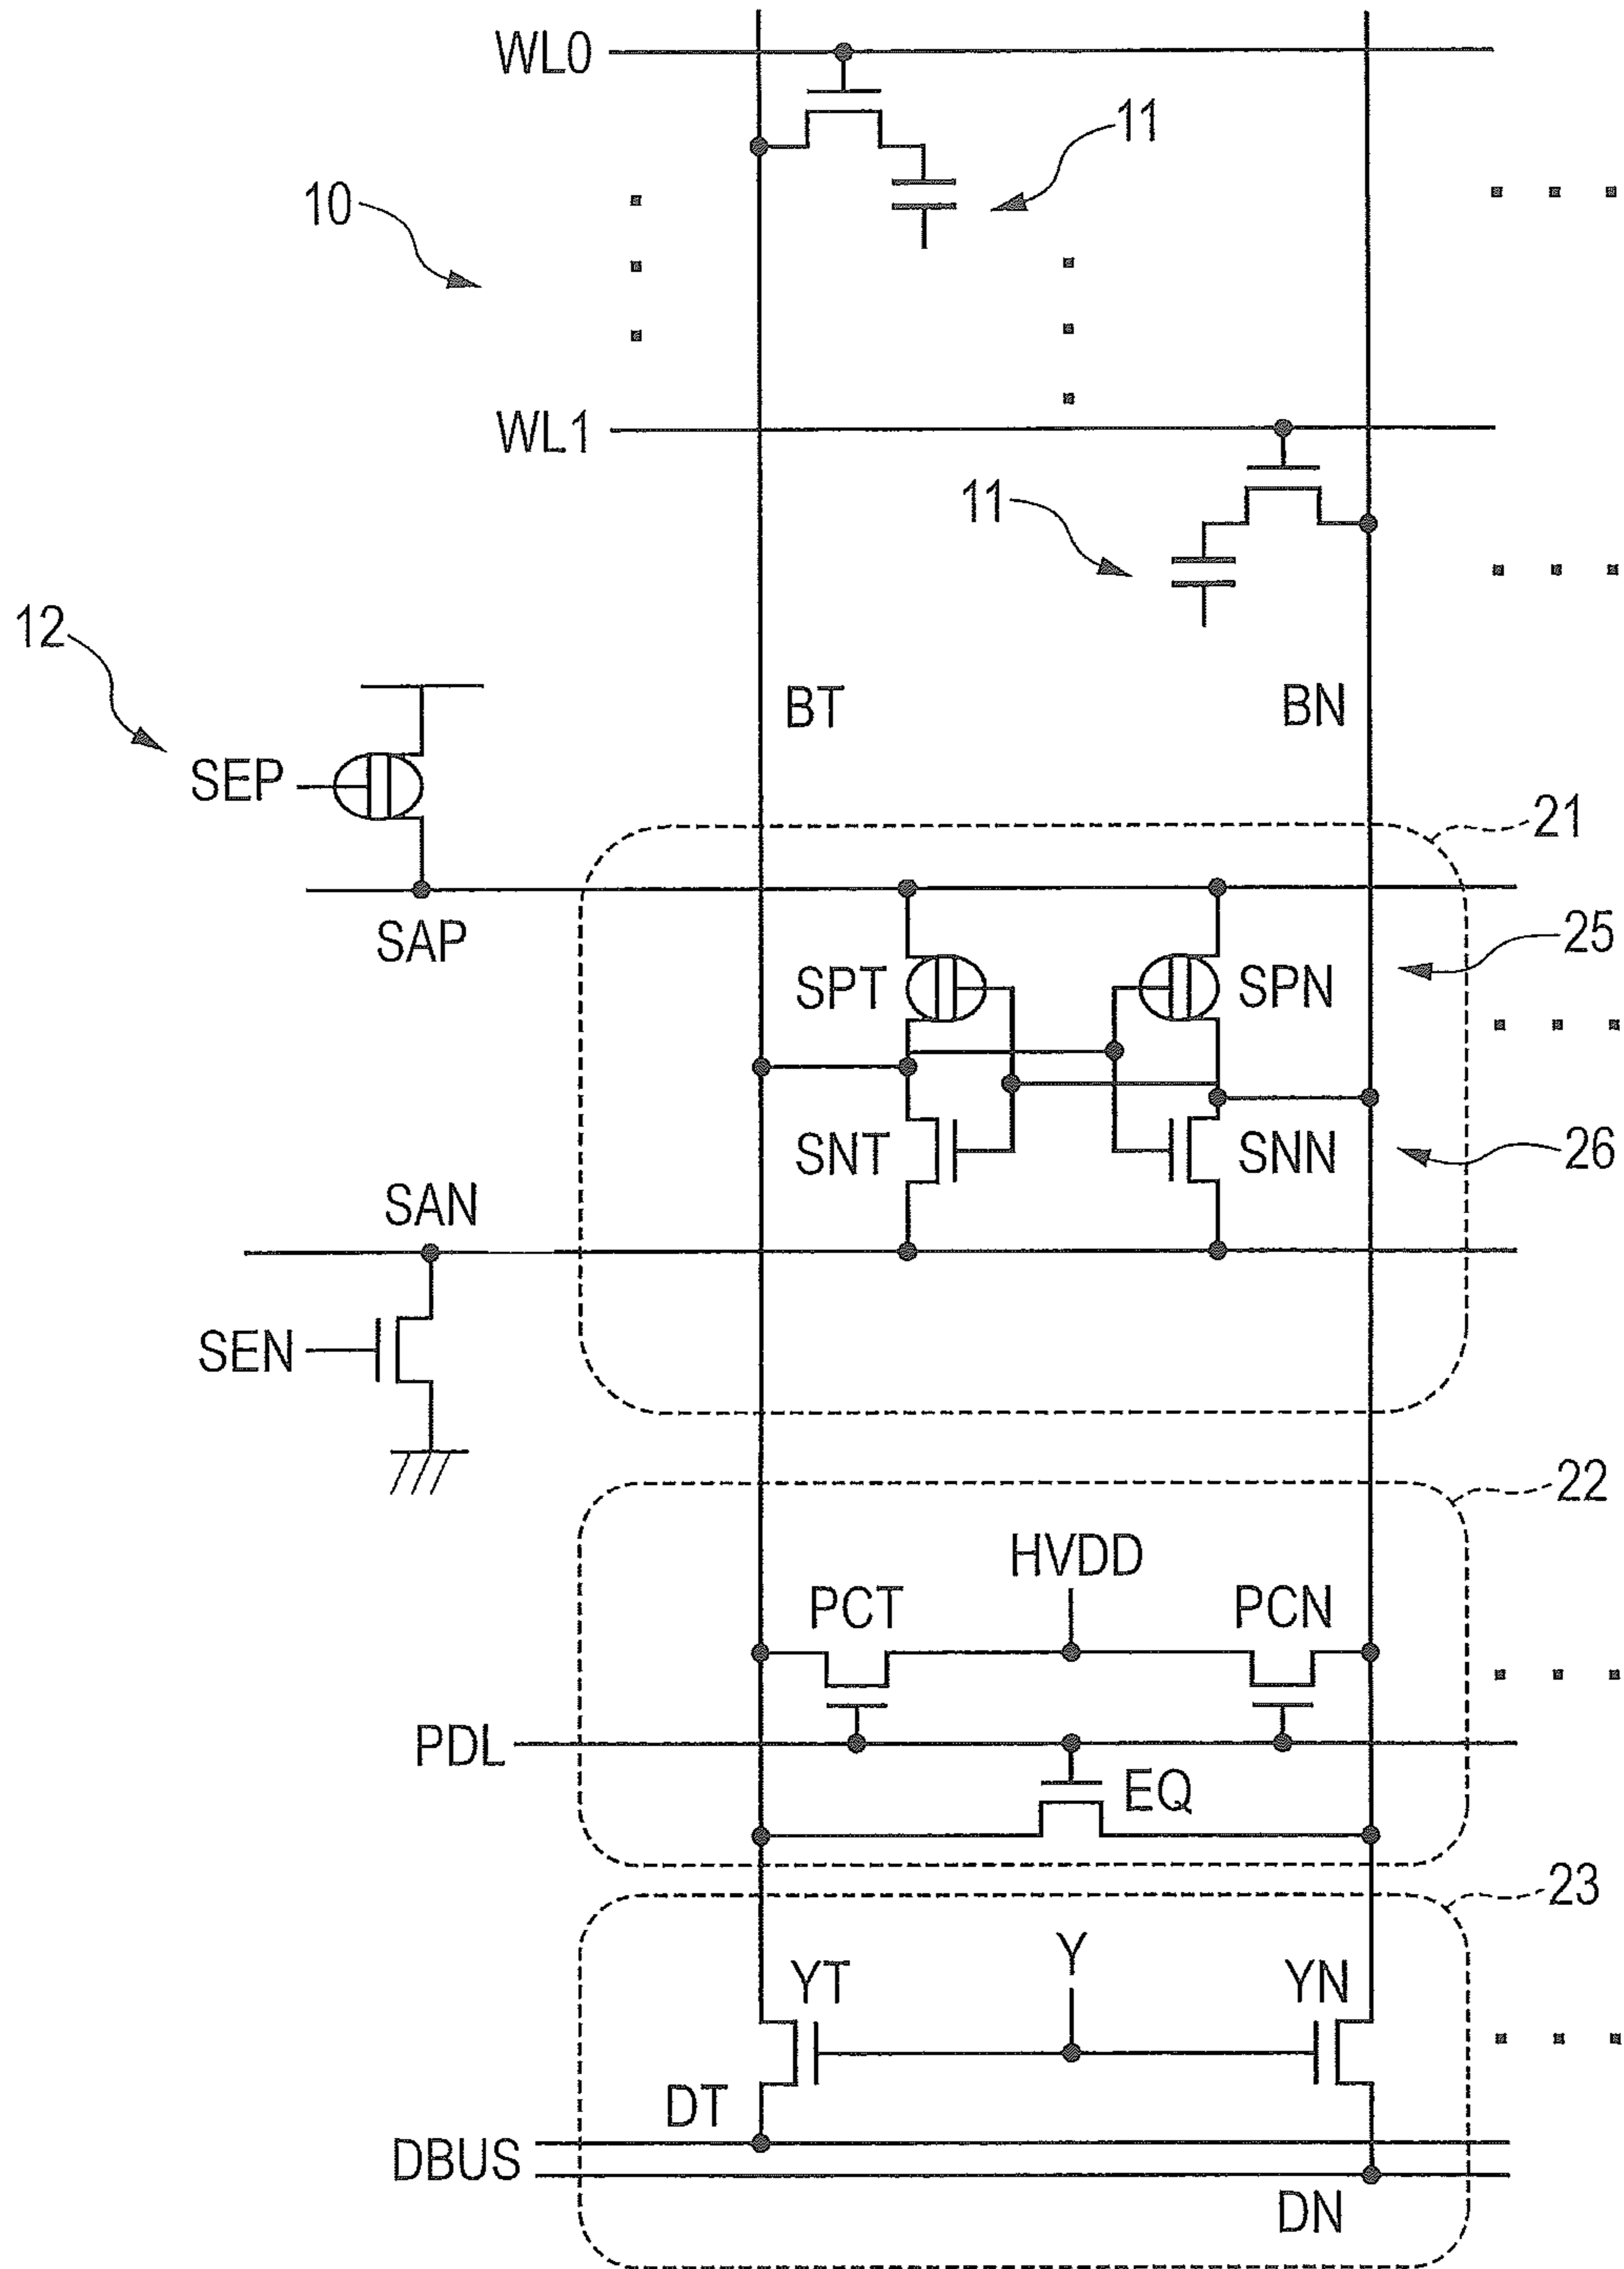 WL0
11
10
WL1
11
12
BT
BN
SEP
21
SAP
25
SPT
SPN
SNT
SNN
26
SAN
SEN
22
HVDD
PCT
PCN
PDL
EQ
23
Y
YT
YN
DT
DBUS
DN